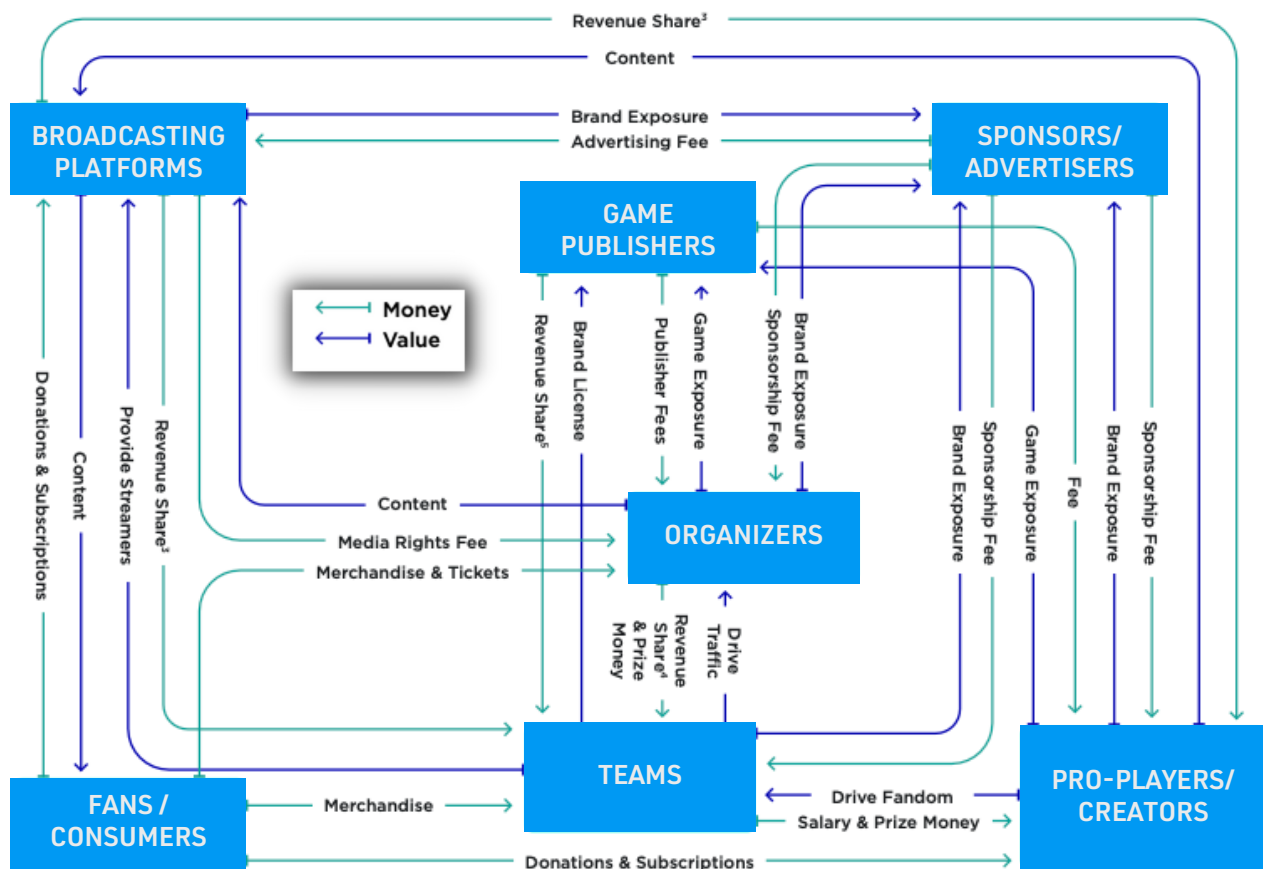 Revenue Share³
Content
BROADCASTING
PLATFORMS
Brand Exposure
Advertising Fee
SPONSORS/
ADVERTISERS
GAME
PUBLISHERS
Money
Value
Donations & Subscriptions
Content
Provide Streamers
Revenue Share³
Revenue Share⁵
Brand License
Publisher Fees
Game Exposure
Sponsorship Fee
Brand Exposure
Brand Exposure
Sponsorship Fee
Game Exposure
Fee
Brand Exposure
Sponsorship Fee
Content
Media Rights Fee
Merchandise & Tickets
ORGANIZERS
Revenue
Share⁴
& Prize
Money
Drive
Traffic
FANS /
CONSUMERS
Merchandise
TEAMS
Drive Fandom
Salary & Prize Money
PRO-PLAYERS/
CREATORS
Donations & Subscriptions